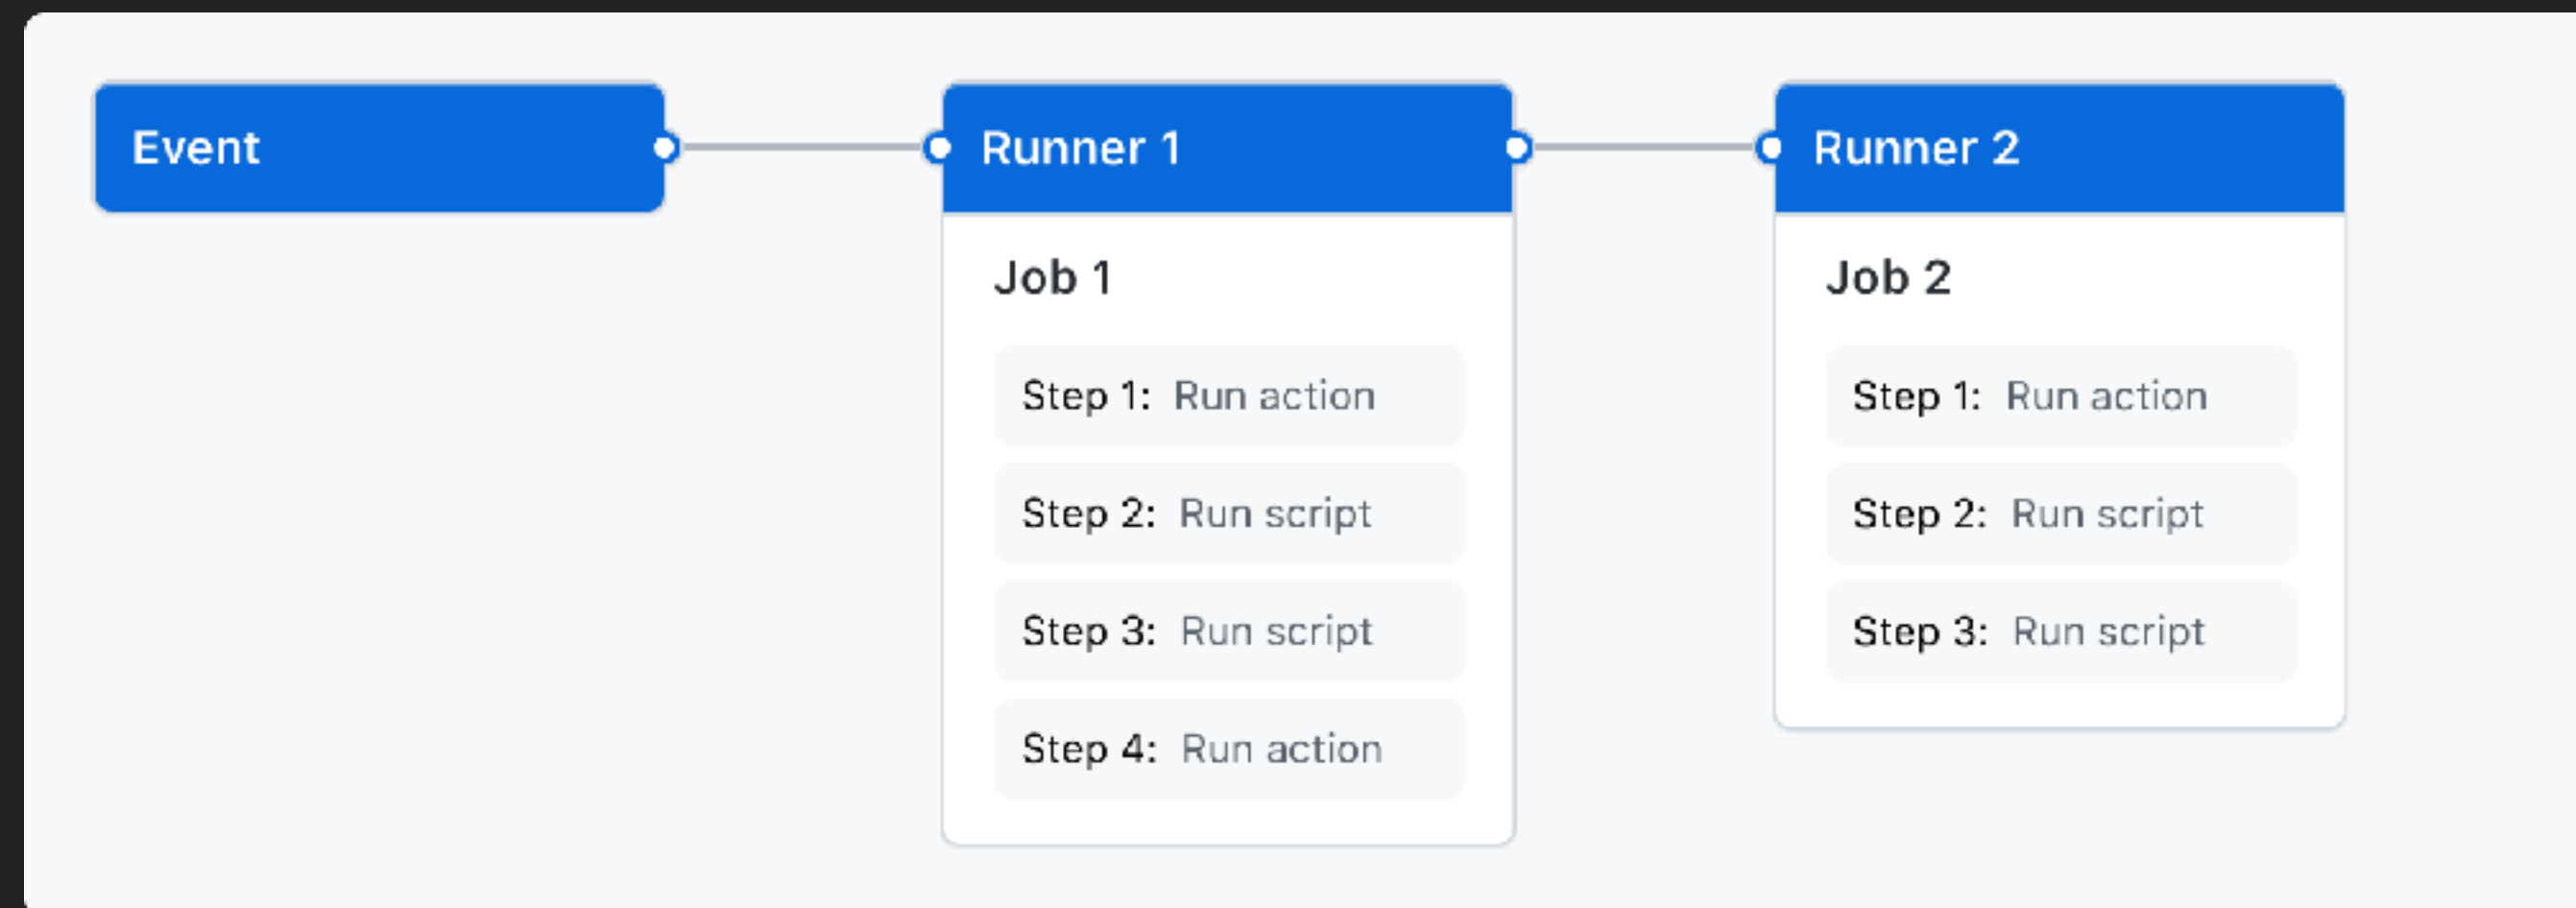 Event
Runner 1
Job 1
Step 1: Run action
Step 2: Run script
Step 3: Run script
Step 4: Run action
Runner 2
Job 2
Step 1: Run action
Step 2: Run script
Step 3: Run script